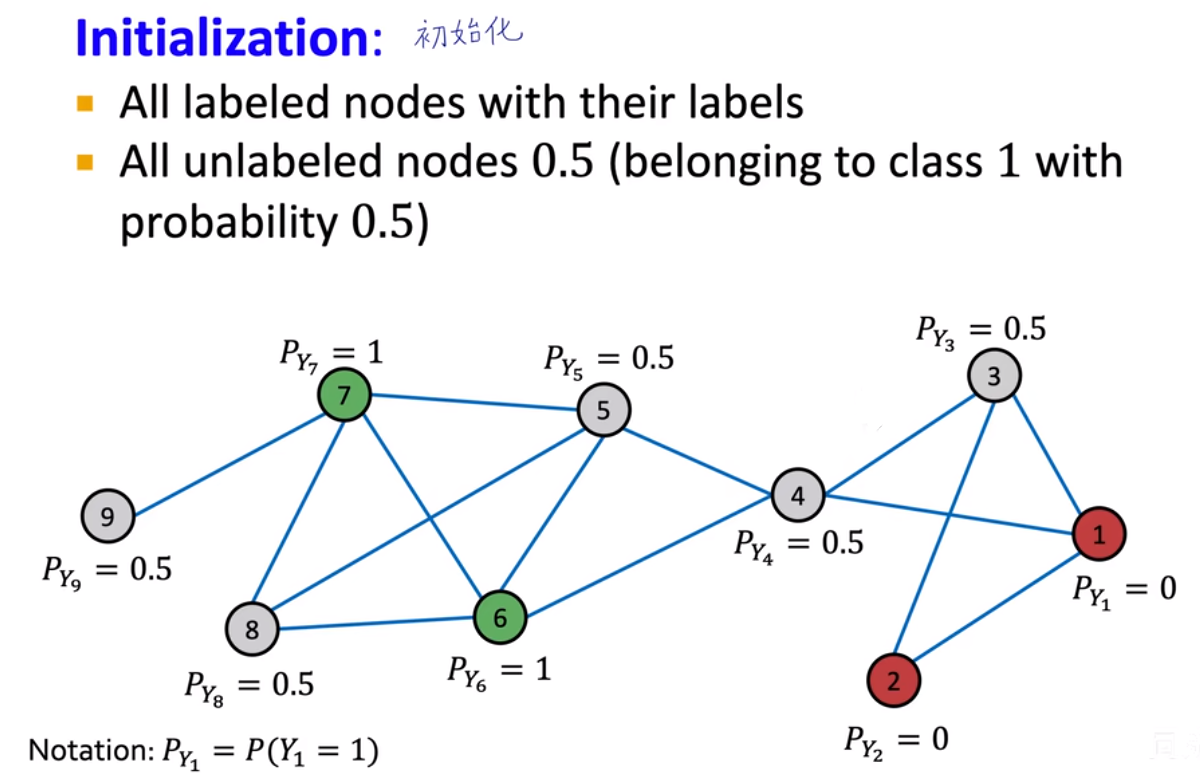 Initialization: 初始化
▪ All labeled nodes with their labels
▪ All unlabeled nodes 0.5 (belonging to class 1 with
probability 0.5)
P_{Y_3} = 0.5
P_{Y_7} = 1
P_{Y_5} = 0.5
3
7
5
4
9
P_{Y_4} = 0.5
1
P_{Y_9} = 0.5
P_{Y_1} = 0
6
8
P_{Y_6} = 1
P_{Y_8} = 0.5
2
P_{Y_2} = 0
Notation: P_{Y_1} = P(Y_1 = 1)